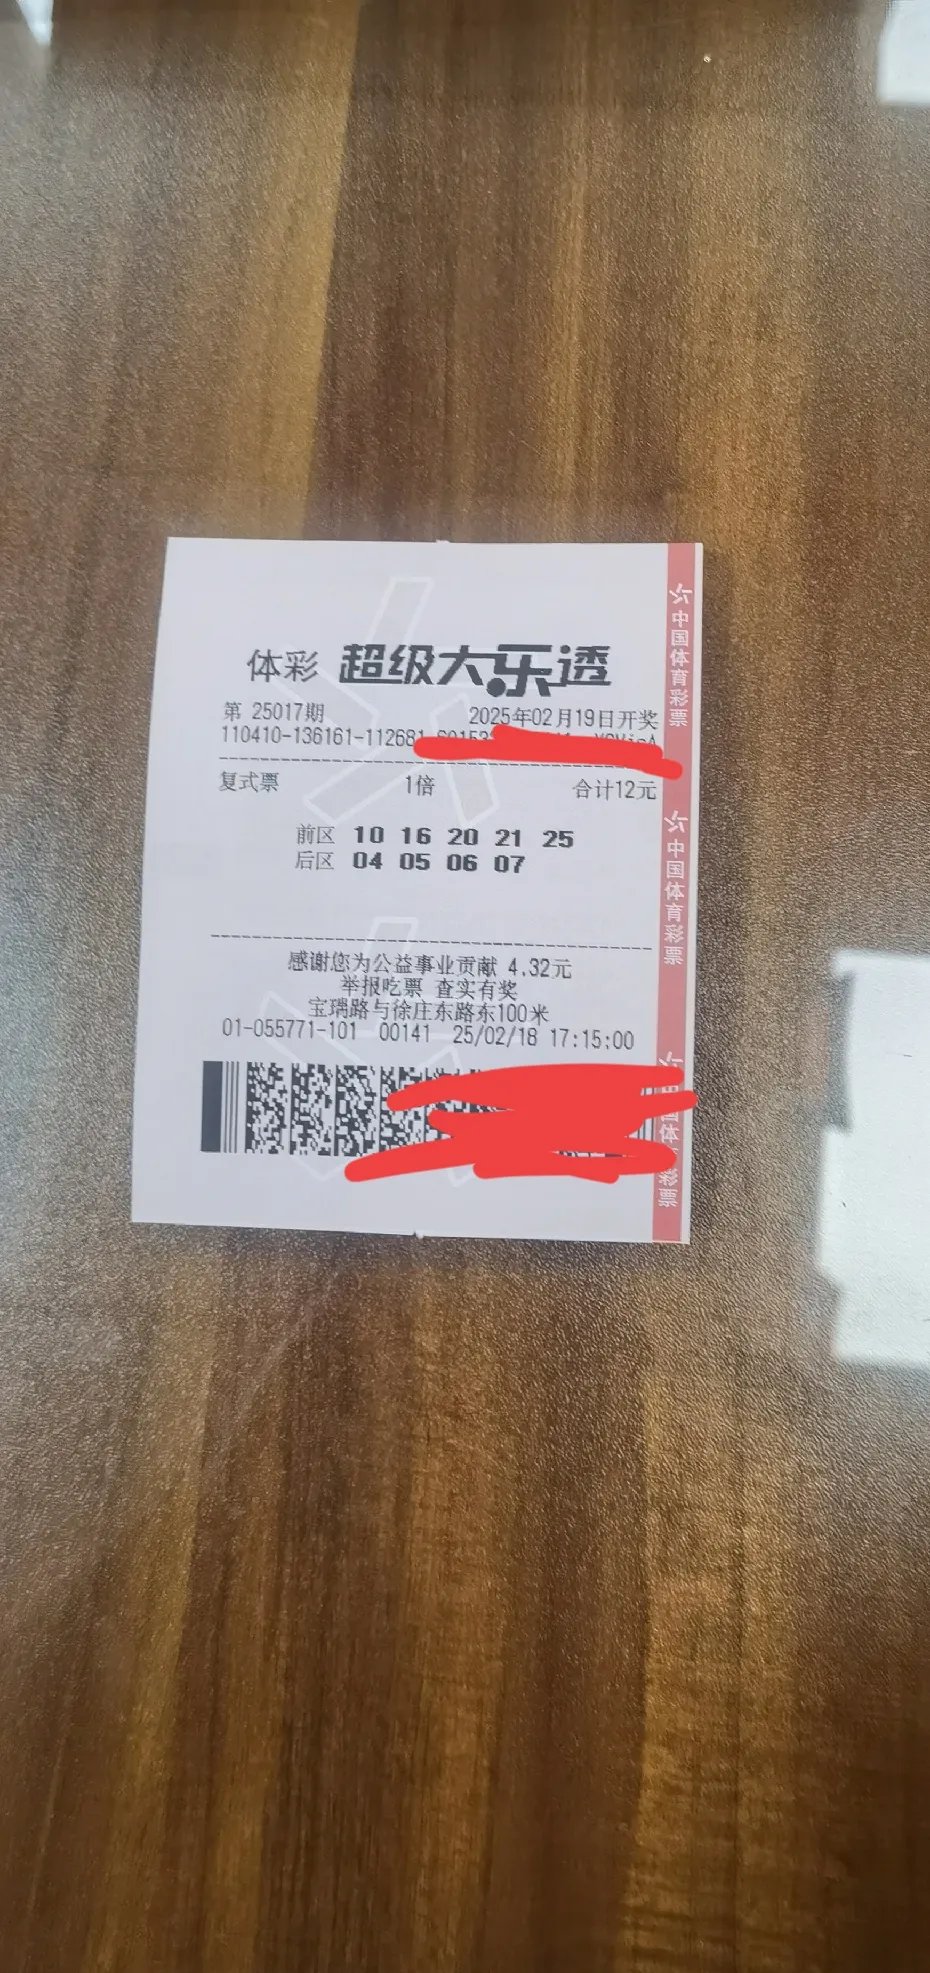 体彩 超级大乐透
第 25017期 2025年02月19日开奖
110410-136161-112681
复式票 1倍 合计12元
前区 10 16 20 21 25
后区 04 05 06 07
感谢您为公益事业贡献 4.32元
举报吃票 查实有奖
宝瑀路与徐庄东路东100米
01-055771-101 00141 25/02/18 17:15:00
中国体育彩票
中国体育彩票